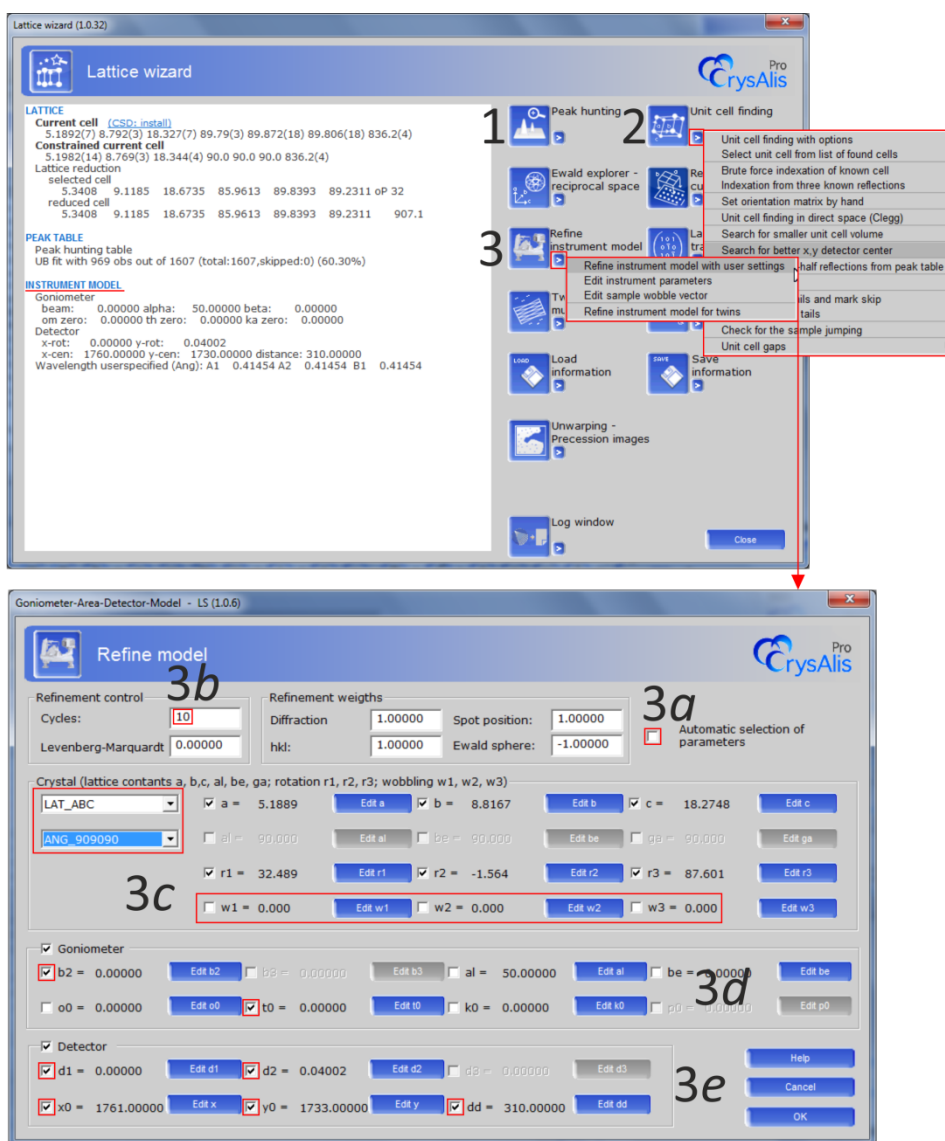 Lattice wizard (1.0.32)
Lattice wizard
Pro
CrysAlis
LATTICE
Current cell (CSD: install)
5.1892(7) 8.792(3) 18.327(7) 89.79(3) 89.872(18) 89.806(18) 836.2(4)
Constrained current cell
5.1982(14) 8.769(3) 18.344(4) 90.0 90.0 90.0 836.2(4)
Lattice reduction
selected cell
5.3408 9.1185 18.6735 85.9613 89.8393 89.2311 oP 32
reduced cell
5.3408 9.1185 18.6735 85.9613 89.8393 89.2311 907.1
PEAK TABLE
Peak hunting table
UB fit with 969 obs out of 1607 (total:1607,skipped:0) (60.30%)
INSTRUMENT MODEL
Goniometer
beam: 0.00000 alpha: 50.00000 beta: 0.00000
om zero: 0.00000 th zero: 0.00000 ka zero: 0.00000
Detector
x-rot: 0.00000 y-rot: 0.04002
x-cen: 1760.00000 y-cen: 1730.00000 distance: 310.00000
Wavelength userspecified (Ang): A1 0.41454 A2 0.41454 B1 0.41454
1 Peak hunting 2 Unit cell finding
Unit cell finding with options
Select unit cell from list of found cells
Brute force indexation of known cell
Indexation from three known reflections
Set orientation matrix by hand
Unit cell finding in direct space (Clegg)
Search for smaller unit cell volume
Search for better x,y detector center
half reflections from peak table
ils and mark skip
tails
Check for the sample jumping
Unit cell gaps
Ewald explorer -
reciprocal space
Re
cu
3 Refine
instrument model
La
tra
Refine instrument model with user settings
Edit instrument parameters
Edit sample wobble vector
Refine instrument model for twins
Tw
mu
LOAD Load
information
SAVE Save
information
Unwarping -
Precession images
Log window
Close
Goniometer-Area-Detector-Model - LS (1.0.6)
Refine model
Pro
CrysAlis
3b
3a
Refinement control
Cycles: 10
Levenberg-Marquardt 0.00000
Refinement weigths
Diffraction 1.00000 Spot position: 1.00000
hkl: 1.00000 Ewald sphere: -1.00000
Automatic selection of
parameters
Crystal (lattice contants a, b,c, al, be, ga; rotation r1, r2, r3; wobbling w1, w2, w3)
LAT_ABC a = 5.1889 Edit a b = 8.8167 Edit b c = 18.2748 Edit c
ANG_909090 al = 90.000 Edit al be = 90.000 Edit be ga = 90.000 Edit ga
r1 = 32.489 Edit r1 r2 = -1.564 Edit r2 r3 = 87.601 Edit r3
3c w1 = 0.000 Edit w1 w2 = 0.000 Edit w2 w3 = 0.000 Edit w3
Goniometer
b2 = 0.00000 Edit b2 b3 = 0.00000 Edit b3 al = 50.00000 Edit al be = 0.00000 Edit be
3d
o0 = 0.00000 Edit o0 t0 = 0.00000 Edit t0 k0 = 0.00000 Edit k0 p0 = 0.00000 Edit p0
Detector
d1 = 0.00000 Edit d1 d2 = 0.04002 Edit d2 d3 = 0.00000 Edit d3
x0 = 1761.00000 Edit x y0 = 1733.00000 Edit y dd = 310.00000 Edit dd
3e
Help
Cancel
OK